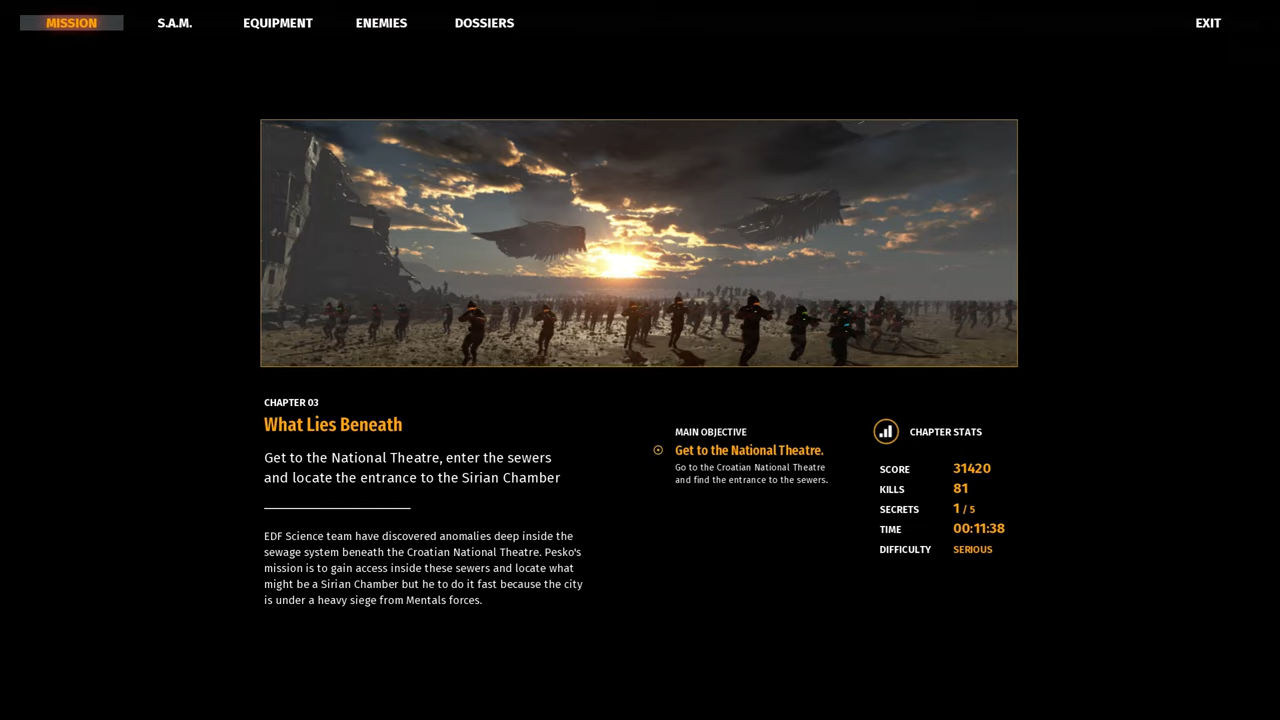 MISSION
S.A.M.
EQUIPMENT
ENEMIES
DOSSIERS
EXIT
CHAPTER 03
What Lies Beneath
Get to the National Theatre, enter the sewers
and locate the entrance to the Sirian Chamber
EDF Science team have discovered anomalies deep inside the
sewage system beneath the Croatian National Theatre. Pesko's
mission is to gain access inside these sewers and locate what
might be a Sirian Chamber but he to do it fast because the city
is under a heavy siege from Mentals forces.
MAIN OBJECTIVE
Get to the National Theatre.
Go to the Croatian National Theatre
and find the entrance to the sewers.
CHAPTER STATS
SCORE 31420
KILLS 81
SECRETS 1 / 5
TIME 00:11:38
DIFFICULTY SERIOUS